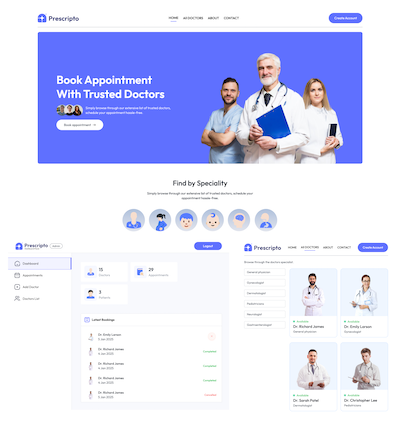 Prescripto
HOME
All DOCTORS
ABOUT
CONTACT
Create Account
Book Appointment
With Trusted Doctors
Simply browse through our extensive list of trusted doctors,
schedule your appointment hassle-free.
Book appointment →
Find by Speciality
Simply browse through our extensive list of trusted doctors, schedule your
appointment hassle-free.
Prescripto
Admin
Logout
Dashboard
Appointments
Add Doctor
Doctors List
15
Doctors
29
Appointments
3
Patients
Latest Bookings
Dr. Emily Larson
Dr. Richard James
Completed
Dr. Richard James
Completed
Dr. Richard James
Completed
Dr. Richard James
Prescripto
HOME
All DOCTORS
ABOUT
CONTACT
Create Account
Browse through the doctors specialist.
General physician
Gynecologist
Dermatologist
Pediatricians
Neurologist
Gastroenterologist
Available
Dr. Richard James
General physician
Available
Dr. Emily Larson
Gynecologist
Available
Dr. Sarah Patel
Dermatologist
Available
Dr. Christopher Lee
Pediatricians